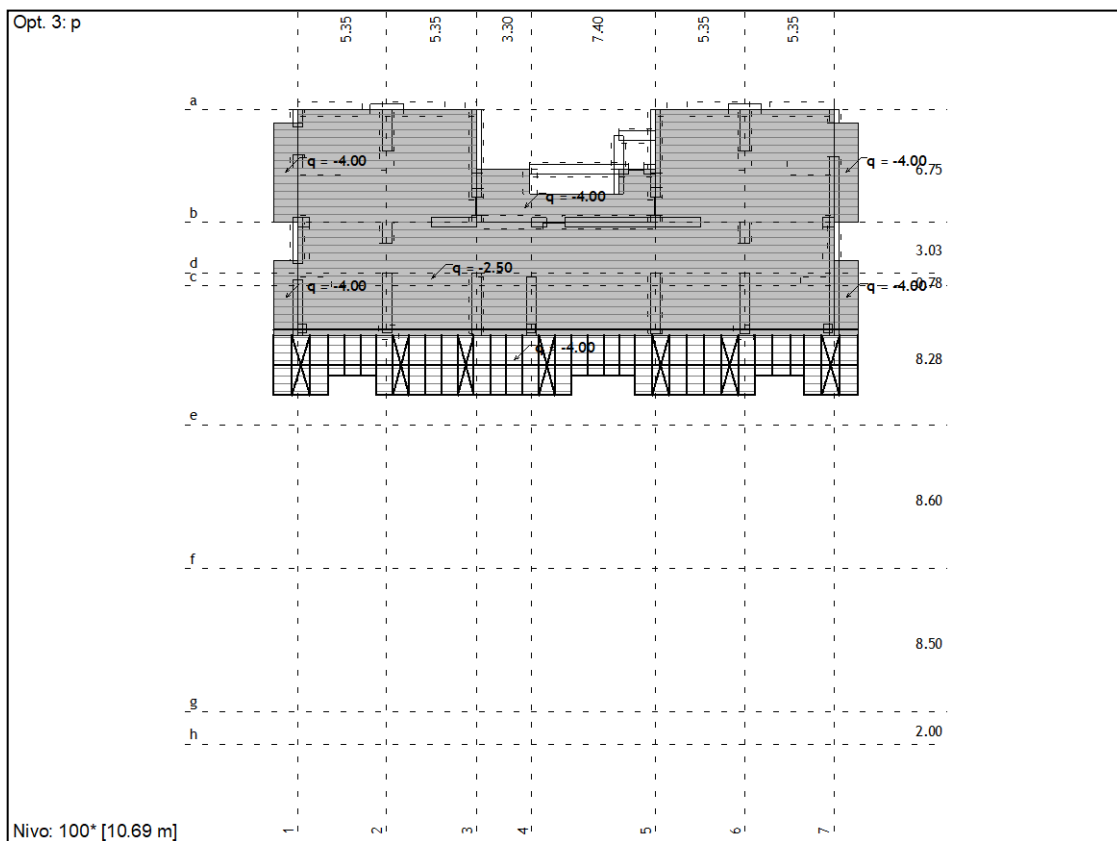 Opt. 3: p
5.35
5.35
3.30
7.40
5.35
5.35
a
q = -4.00
q = -4.00
6.75
q = -4.00
b
3.03
d
q = -2.50
c
0.78
q = -4.00
q = -4.00
q = -4.00
8.28
e
8.60
f
8.50
g
2.00
h
1
2
3
4
5
6
7
Nivo: 100* [10.69 m]